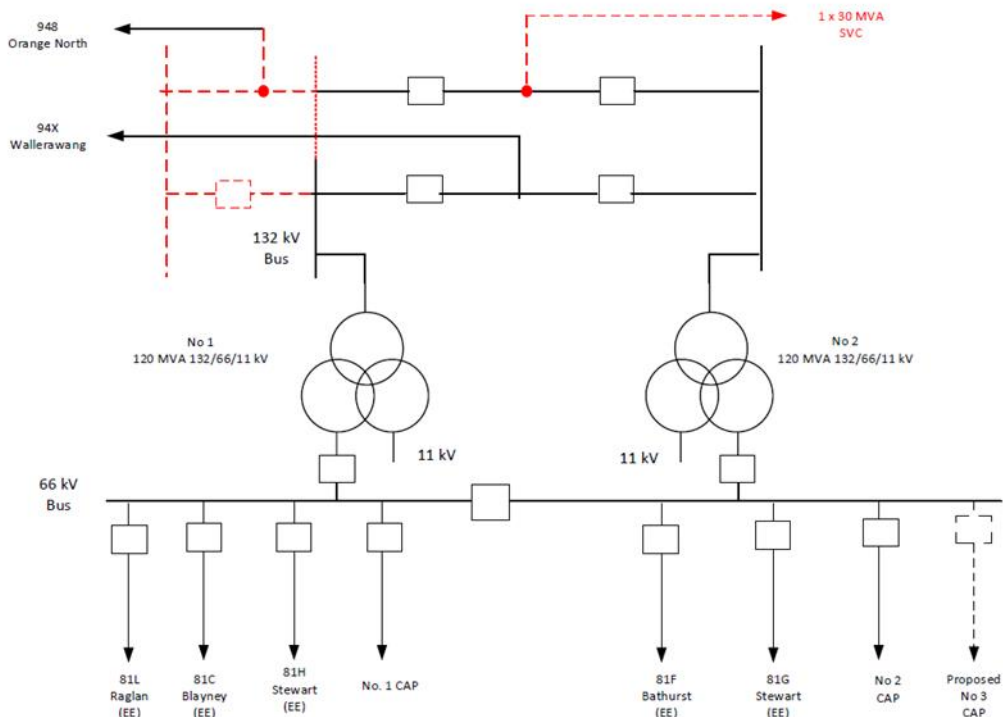 948
Orange North
1 x 30 MVA
SVC
94X
Wallerawang
132 kV
Bus
No 1
120 MVA 132/66/11 kV
No 2
120 MVA 132/66/11 kV
11 kV
11 kV
66 kV
Bus
81L
Raglan
(EE)
81C
Blayney
(EE)
81H
Stewart
(EE)
No. 1 CAP
81F
Bathurst
(EE)
81G
Stewart
(EE)
No 2
CAP
Proposed
No 3
CAP